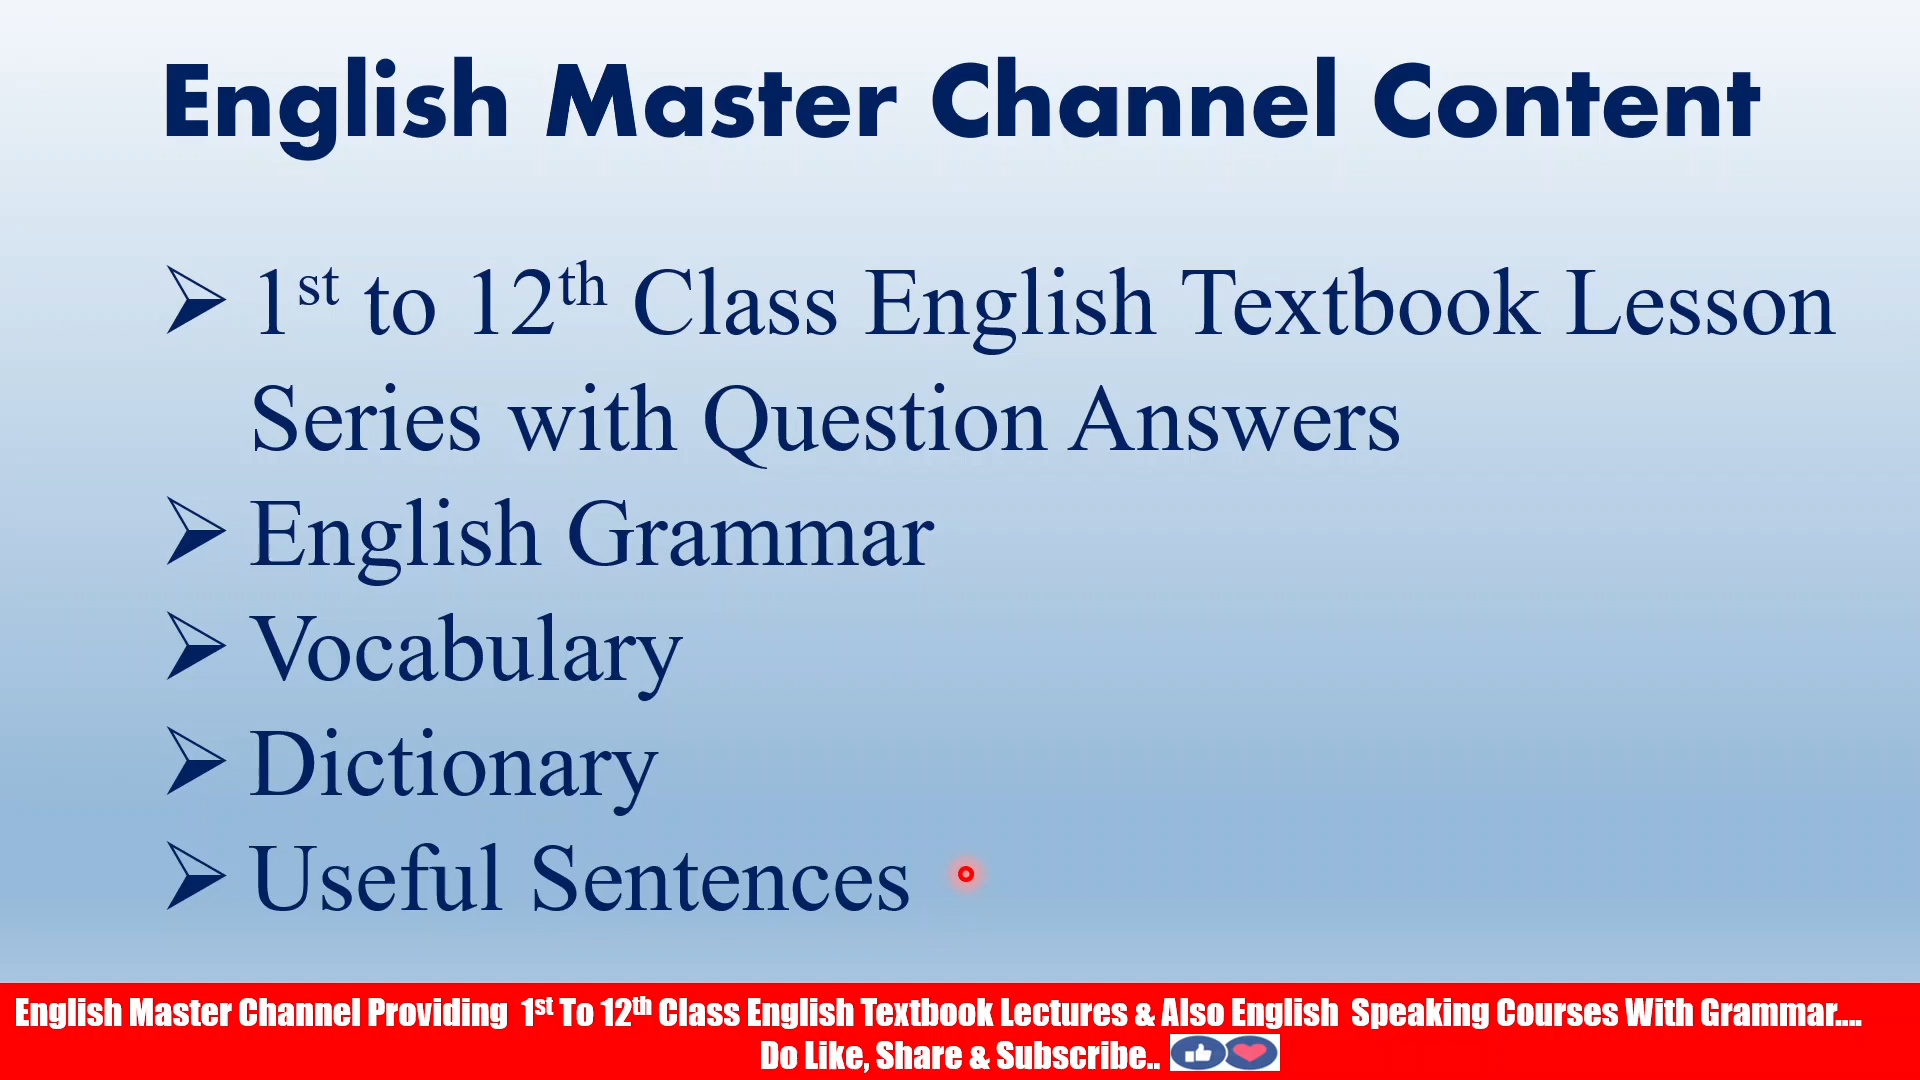 English Master Channel Content
➢ 1st to 12th Class English Textbook Lesson
Series with Question Answers
➢ English Grammar
➢ Vocabulary
➢ Dictionary
➢ Useful Sentences
English Master Channel Providing 1st To 12th Class English Textbook Lectures & Also English Speaking Courses With Grammar....
Do Like, Share & Subscribe..